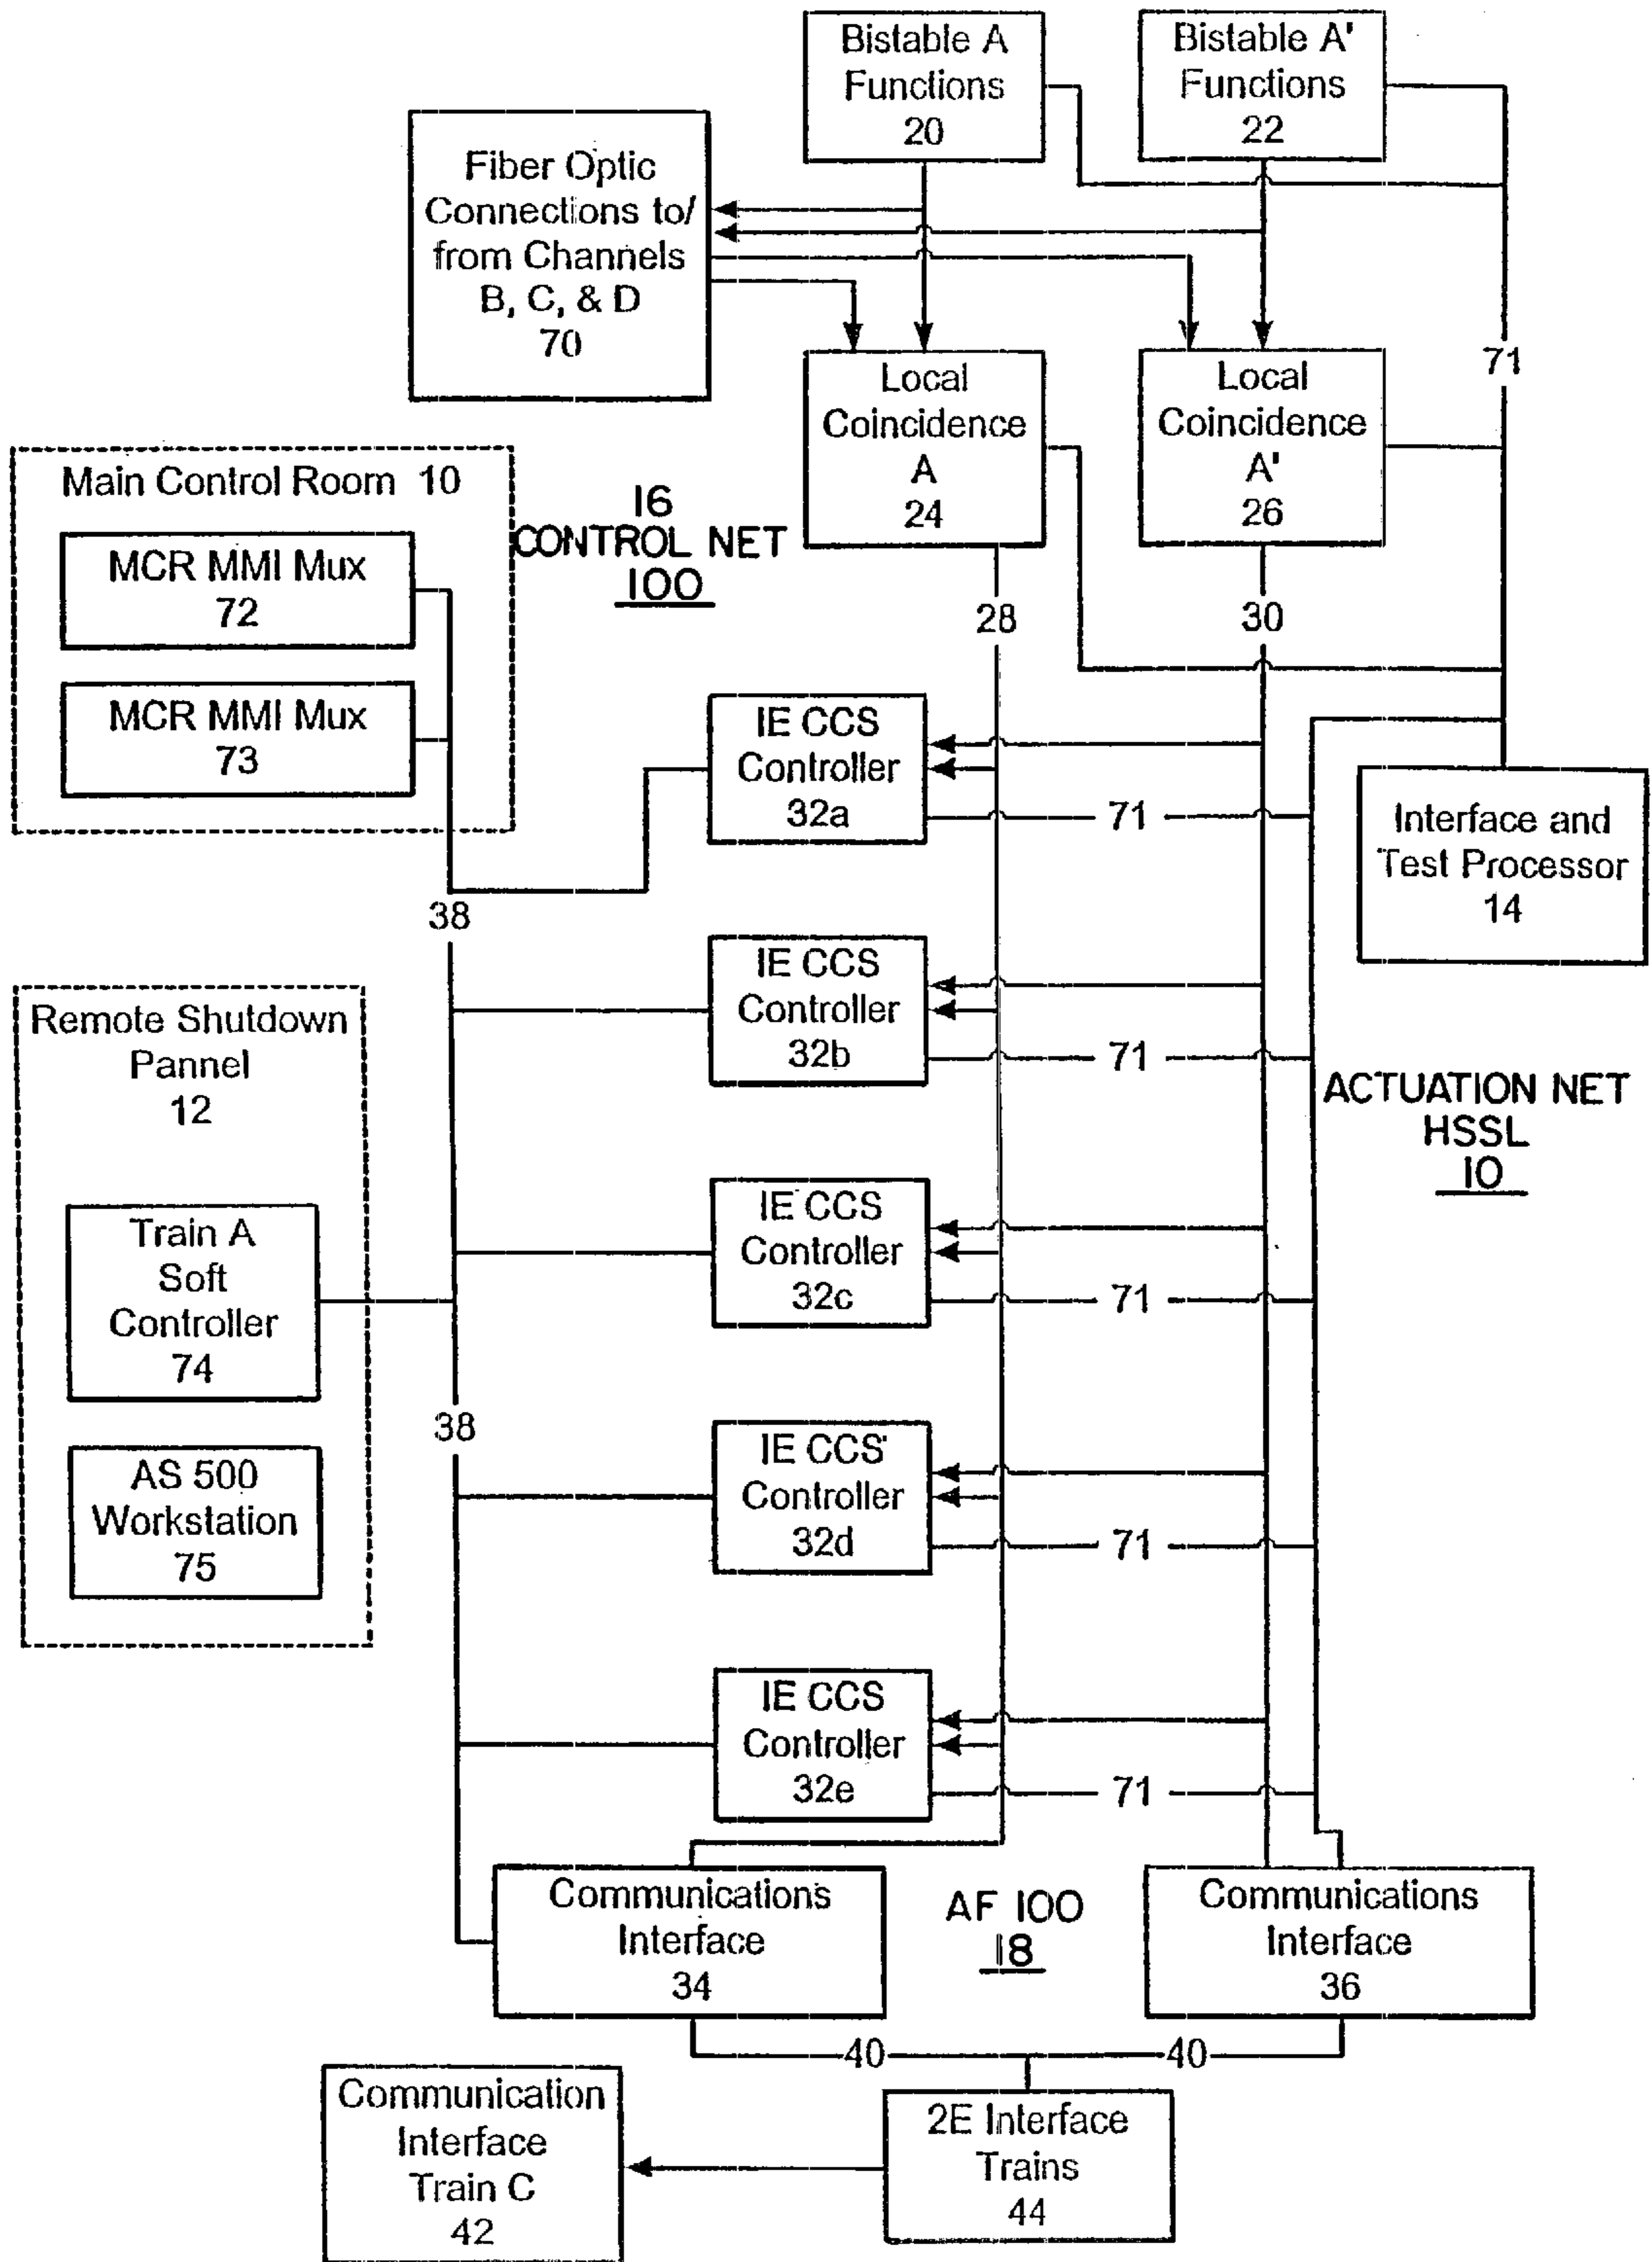 Bistable A
Functions
20
Bistable A'
Functions
22
Fiber Optic
Connections to/
from Channels
B, C, & D
70
Local
Coincidence
A
24
Local
Coincidence
A'
26
71
Main Control Room 10
MCR MMI Mux
72
MCR MMI Mux
73
16
CONTROL NET
100
28
30
IE CCS
Controller
32a
71
Interface and
Test Processor
14
38
IE CCS
Controller
32b
71
Remote Shutdown
Pannel
12
ACTUATION NET
HSSL
10
Train A
Soft
Controller
74
IE CCS
Controller
32c
71
38
AS 500
Workstation
75
IE CCS
Controller
32d
71
IE CCS
Controller
32e
71
Communications
Interface
34
AF 100
18
Communications
Interface
36
40
40
Communication
Interface
Train C
42
2E Interface
Trains
44